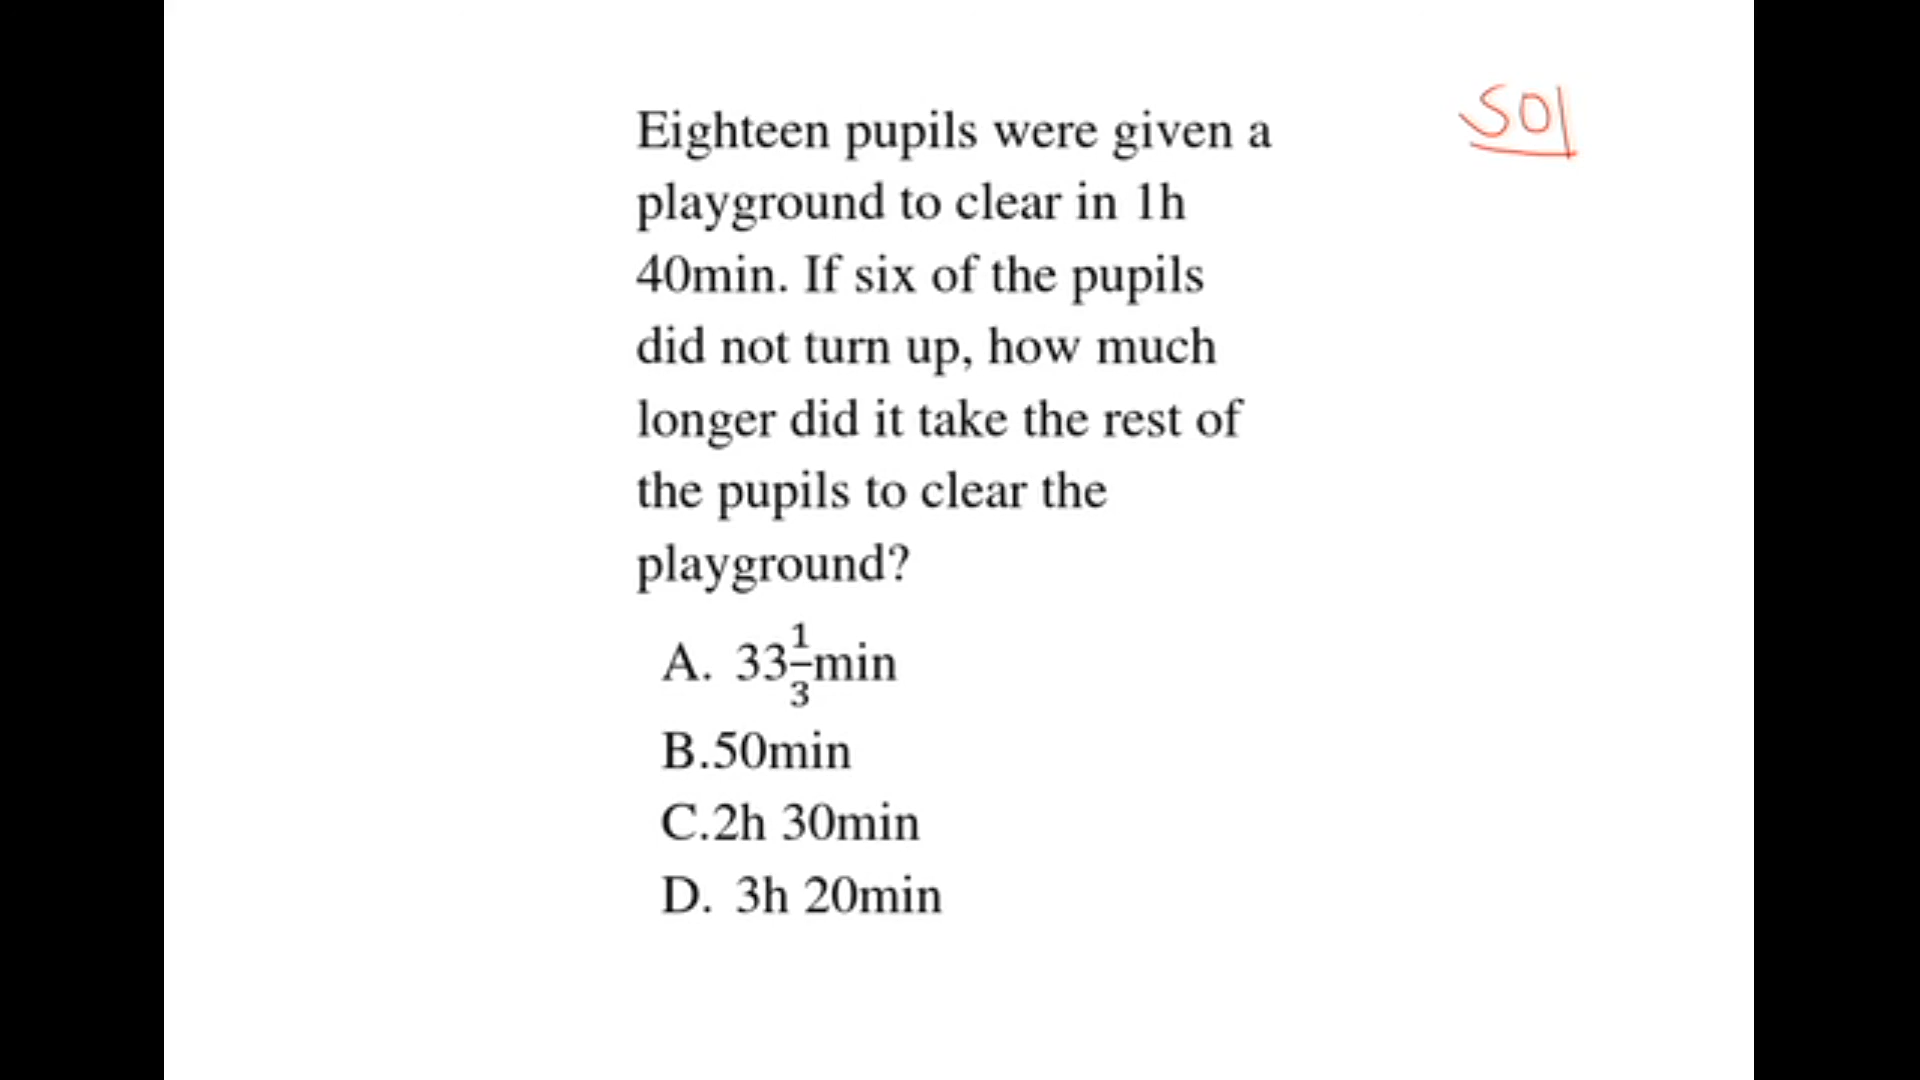 Eighteen pupils were given a
playground to clear in 1h
40min. If six of the pupils
did not turn up, how much
longer did it take the rest of
the pupils to clear the
playground?
A. 33 1/3 min
B.50min
C.2h 30min
D. 3h 20min
Sol